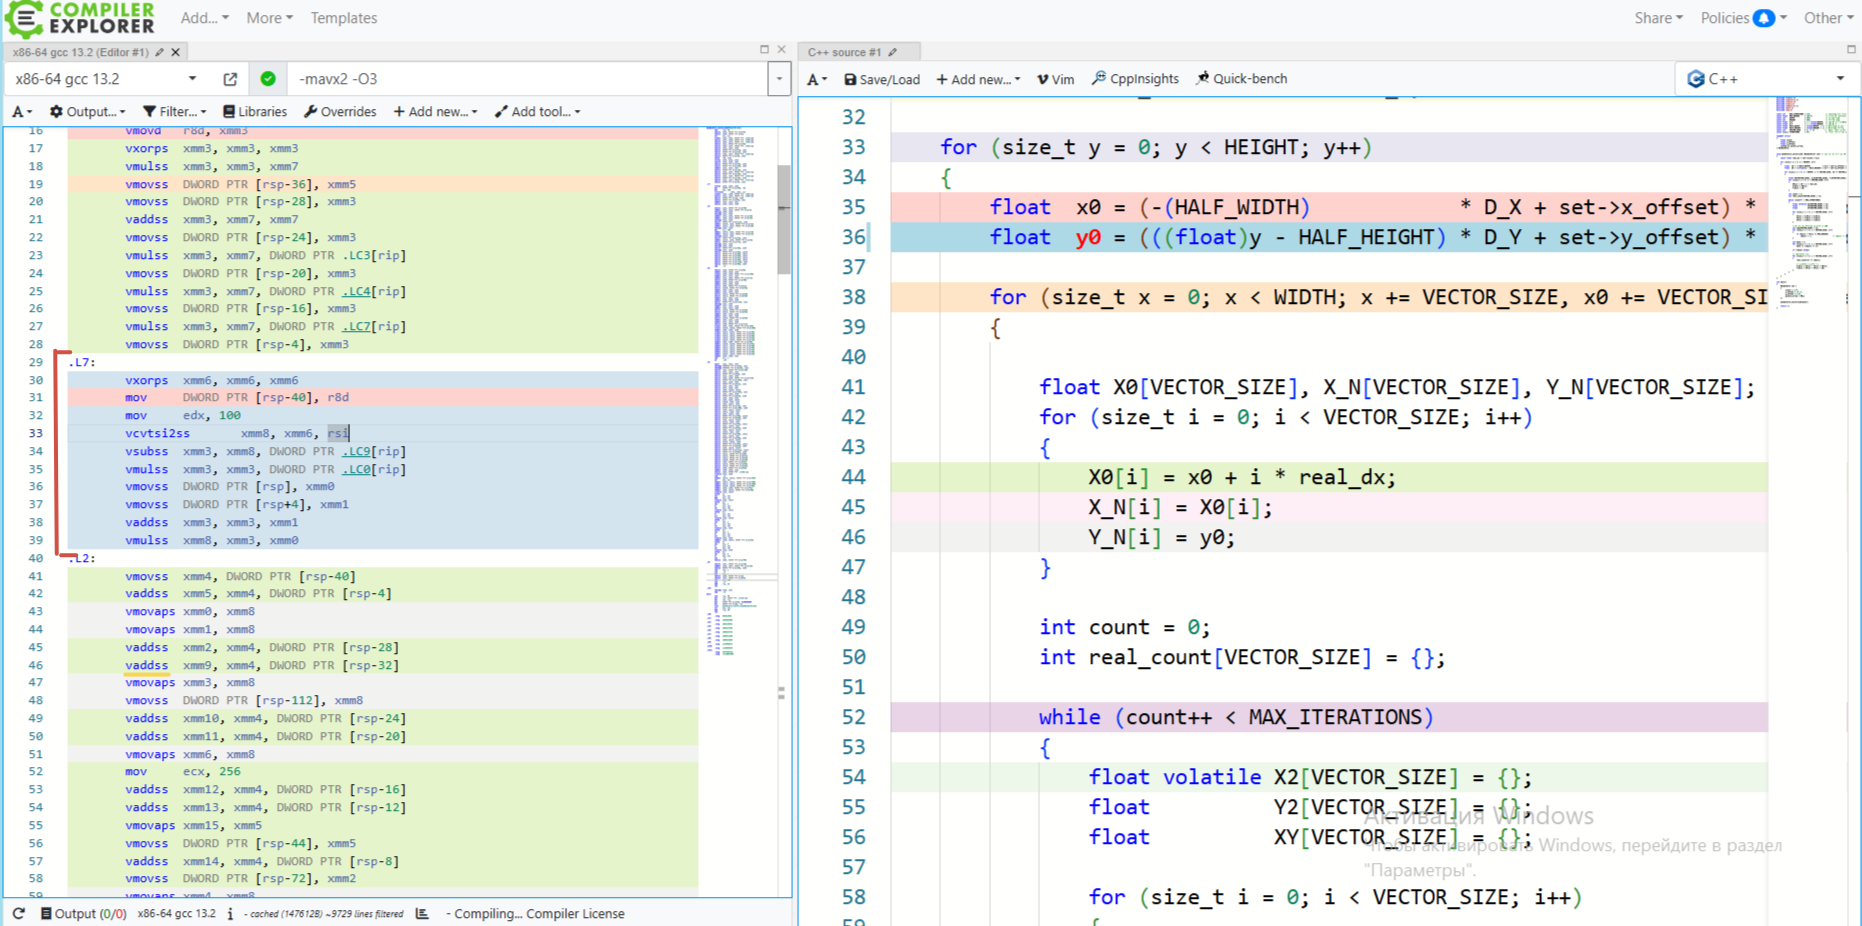 COMPILER
EXPLORER
Add...
More
Templates
Share
Policies
Other
x86-64 gcc 13.2 (Editor #1)
x86-64 gcc 13.2
-mavx2 -O3
A
Output...
Filter...
Libraries
Overrides
+ Add new...
Add tool...
16 vmovd r8d, xmm3
17 vxorps xmm3, xmm3, xmm3
18 vmulss xmm3, xmm3, xmm7
19 vmovss DWORD PTR [rsp-36], xmm5
20 vmovss DWORD PTR [rsp-28], xmm3
21 vaddss xmm3, xmm7, xmm7
22 vmovss DWORD PTR [rsp-24], xmm3
23 vmulss xmm3, xmm7, DWORD PTR .LC3[rip]
24 vmovss DWORD PTR [rsp-20], xmm3
25 vmulss xmm3, xmm7, DWORD PTR .LC4[rip]
26 vmovss DWORD PTR [rsp-16], xmm3
27 vmulss xmm3, xmm7, DWORD PTR .LC7[rip]
28 vmovss DWORD PTR [rsp-4], xmm3
29 .L7:
30 vxorps xmm6, xmm6, xmm6
31 mov DWORD PTR [rsp-40], r8d
32 mov edx, 100
33 vcvtsi2ss xmm8, xmm6, rsi
34 vsubss xmm3, xmm8, DWORD PTR .LC9[rip]
35 vmulss xmm3, xmm3, DWORD PTR .LC0[rip]
36 vmovss DWORD PTR [rsp], xmm0
37 vmovss DWORD PTR [rsp+4], xmm1
38 vaddss xmm3, xmm3, xmm1
39 vmulss xmm8, xmm3, xmm0
40 .L2:
41 vmovss xmm4, DWORD PTR [rsp-40]
42 vaddss xmm5, xmm4, DWORD PTR [rsp-4]
43 vmovaps xmm0, xmm8
44 vmovaps xmm1, xmm8
45 vaddss xmm2, xmm4, DWORD PTR [rsp-28]
46 vaddss xmm9, xmm4, DWORD PTR [rsp-32]
47 vmovaps xmm3, xmm8
48 vmovss DWORD PTR [rsp-112], xmm8
49 vaddss xmm10, xmm4, DWORD PTR [rsp-24]
50 vaddss xmm11, xmm4, DWORD PTR [rsp-20]
51 vmovaps xmm6, xmm8
52 mov ecx, 256
53 vaddss xmm12, xmm4, DWORD PTR [rsp-16]
54 vaddss xmm13, xmm4, DWORD PTR [rsp-12]
55 vmovaps xmm15, xmm5
56 vmovss DWORD PTR [rsp-44], xmm5
57 vaddss xmm14, xmm4, DWORD PTR [rsp-8]
58 vmovss DWORD PTR [rsp-72], xmm2
59 vmovaps xmm4, xmm8
Output (0/0) x86-64 gcc 13.2 i - cached (147612B) ~9729 lines filtered - Compiling... Compiler License
C++ source #1
A
Save/Load
+ Add new...
Vim
CppInsights
Quick-bench
C++
32
33 for (size_t y = 0; y < HEIGHT; y++)
34 {
35 float x0 = (-(HALF_WIDTH) * D_X + set->x_offset) *
36 float y0 = (((float)y - HALF_HEIGHT) * D_Y + set->y_offset) *
37
38 for (size_t x = 0; x < WIDTH; x += VECTOR_SIZE, x0 += VECTOR_SI
39 {
40
41 float X0[VECTOR_SIZE], X_N[VECTOR_SIZE], Y_N[VECTOR_SIZE];
42 for (size_t i = 0; i < VECTOR_SIZE; i++)
43 {
44 X0[i] = x0 + i * real_dx;
45 X_N[i] = X0[i];
46 Y_N[i] = y0;
47 }
48
49 int count = 0;
50 int real_count[VECTOR_SIZE] = {};
51
52 while (count++ < MAX_ITERATIONS)
53 {
54 float volatile X2[VECTOR_SIZE] = {};
55 float Y2[VECTOR_SIZE] = {};
56 float XY[VECTOR_SIZE] = {};
57
58 for (size_t i = 0; i < VECTOR_SIZE; i++)
59 {
Активация Windows
Чтобы активировать Windows, перейдите в раздел
"Параметры".